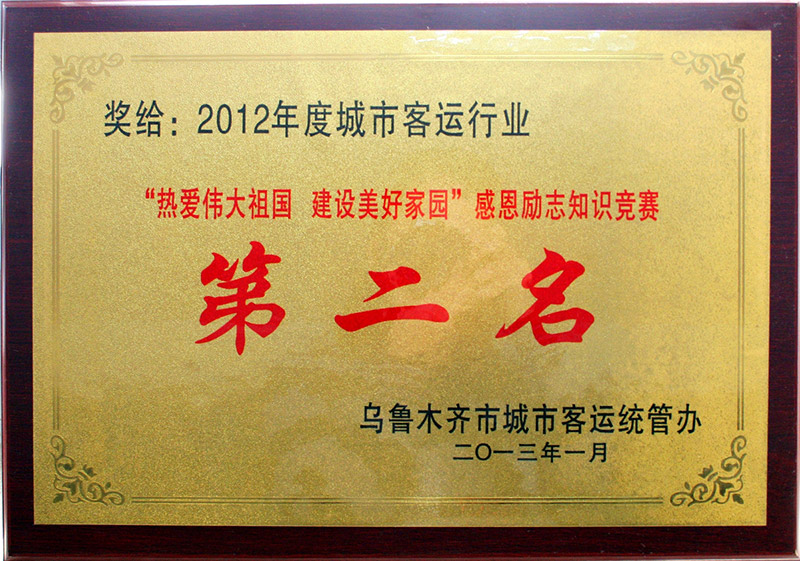 奖给：2012年度城市客运行业
“热爱伟大祖国 建设美好家园”感恩励志知识竞赛
第二名
乌鲁木齐市城市客运统管办
二〇一三年一月